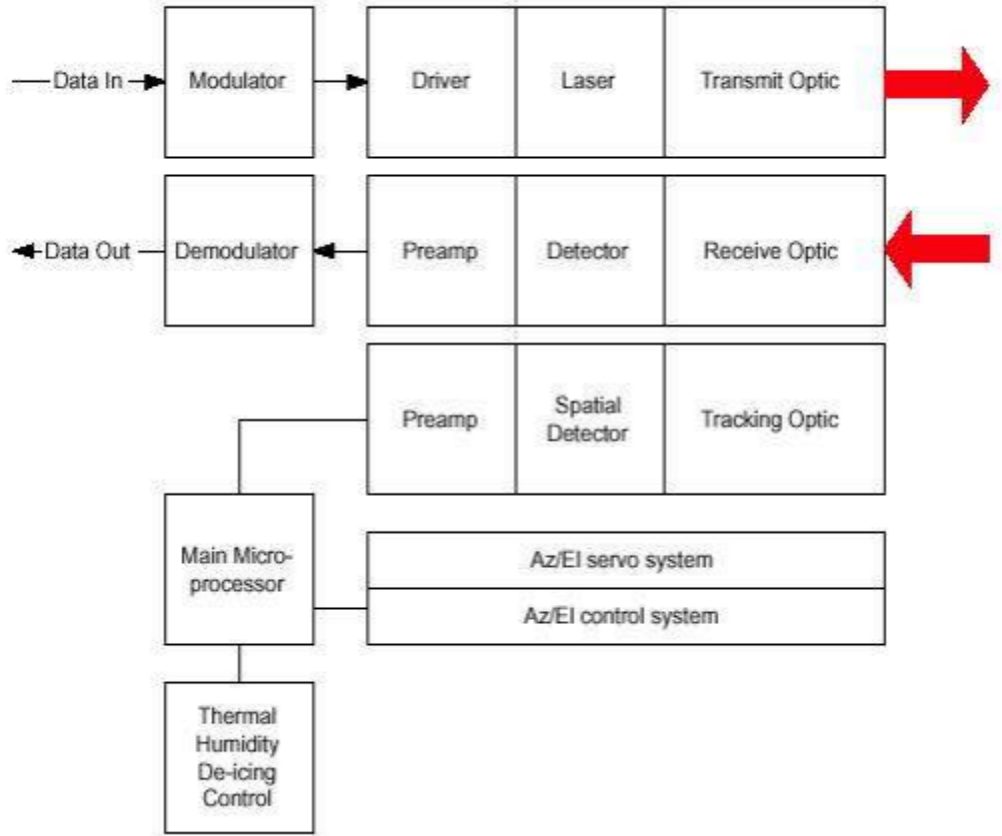 Data In
Modulator
Driver
Laser
Transmit Optic
Data Out
Demodulator
Preamp
Detector
Receive Optic
Preamp
Spatial
Detector
Tracking Optic
Main Micro-
processor
Az/El servo system
Az/El control system
Thermal
Humidity
De-icing
Control